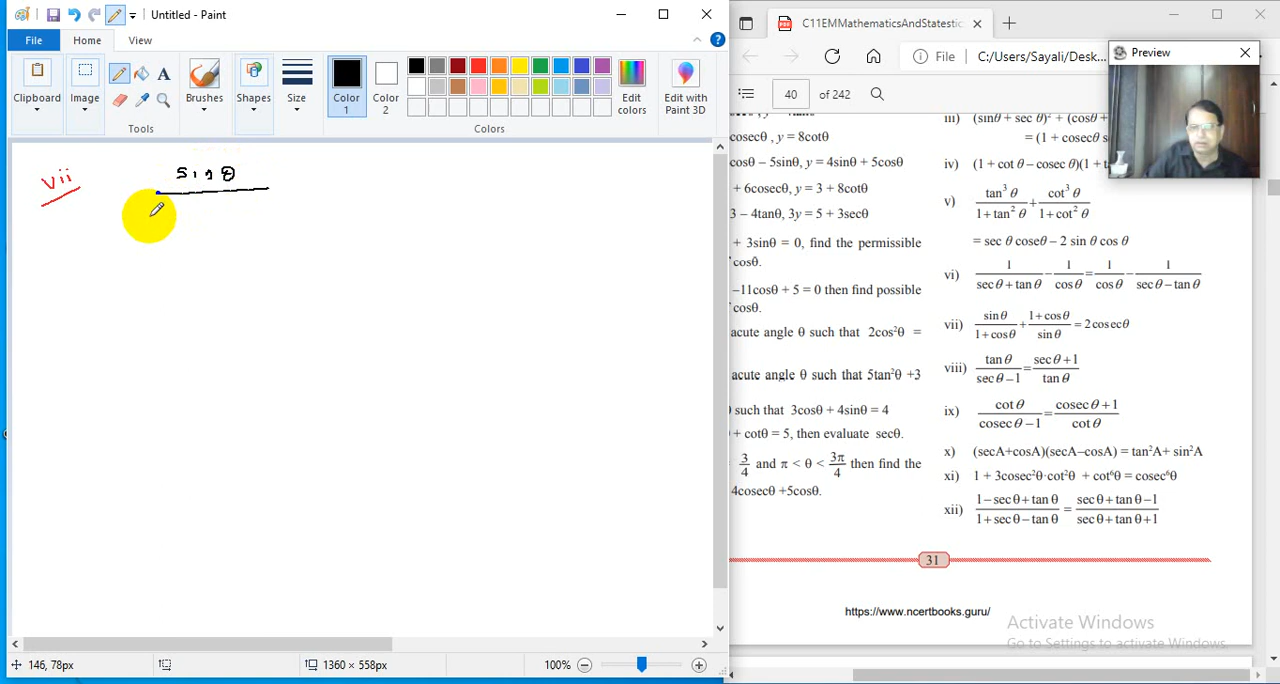 Untitled - Paint
File
Home
View
Clipboard
Image
Tools
Brushes
Shapes
Size
Color 1
Color 2
Edit colors
Edit with Paint 3D
Colors
vii
sinθ
146, 78px
1360 × 558px
100%
C11EMMathematicsAndStatestic
File
C:/Users/Sayali/Desk...
Preview
40 of 242
cosecθ , y = 8cotθ
cosθ − 5sinθ, y = 4sinθ + 5cosθ
+ 6cosecθ, y = 3 + 8cotθ
3 − 4tanθ, 3y = 5 + 3secθ
+ 3sinθ = 0, find the permissible
cosθ.
−11cosθ + 5 = 0 then find possible
cosθ.
acute angle θ such that 2cos²θ =
acute angle θ such that 5tan²θ +3
such that 3cosθ + 4sinθ = 4
+ cotθ = 5, then evaluate secθ.
3/4 and π < θ < 3π/4 then find the
4cosecθ +5cosθ.
iii) (sinθ + sec θ)² + (cosθ +
= (1 + cosecθ s
iv) (1 + cot θ − cosec θ)(1 + t
v) tan³ θ/1+tan² θ + cot³ θ/1+cot² θ
= sec θ coseθ − 2 sin θ cos θ
vi) 1/secθ+tanθ − 1/cosθ = 1/cosθ − 1/secθ−tanθ
vii) sinθ/1+cosθ + 1+cosθ/sinθ = 2cosecθ
viii) tanθ/secθ−1 = secθ+1/tanθ
ix) cotθ/cosecθ−1 = cosecθ+1/cotθ
x) (secA+cosA)(secA−cosA) = tan²A+ sin²A
xi) 1 + 3cosec²θ·cot²θ + cot⁶θ = cosec⁶θ
xii) 1−secθ+tanθ/1+secθ−tanθ = secθ+tanθ−1/secθ+tanθ+1
31
https://www.ncertbooks.guru/
Activate Windows
Go to Settings to activate Windows.